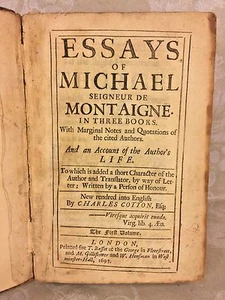 ESSAYS
OF
MICHAEL
SEIGNEUR DE
MONTAIGNE.
IN THREE BOOKS.
With Marginal Notes and Quotations of
the cited Authors.
And an Account of the Author's
LIFE.
To which is added a short Character of the
Author and Translator, by way of Let-
ter; Written by a Person of Honour.
New rendred into English
By CHARLES COTTON, Esq;
Viresque acquirit eundo.
Virg. lib. 4. Æn.
The First Volume.
LONDON,
Printed for T. Basset at the George in Fleetstreet,
and M. Gilliflower and W. Hensman in West
minster-Hall,